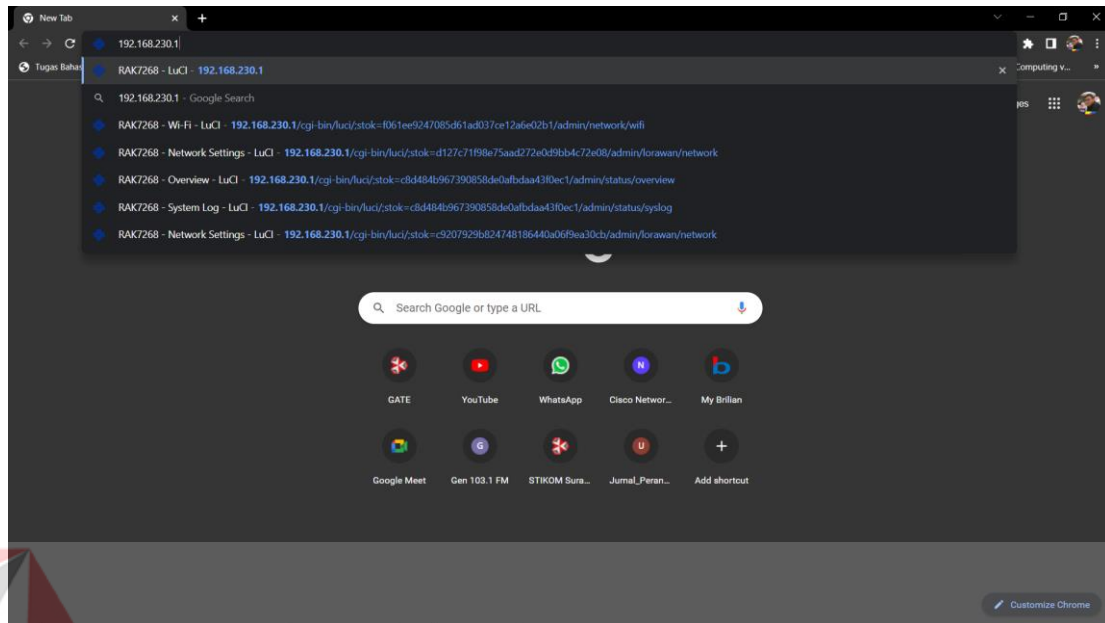 New Tab
192.168.230.1
Tugas Bahas
RAK7268 - LuCI - 192.168.230.1
Computing v...
192.168.230.1 - Google Search
RAK7268 - Wi-Fi - LuCI - 192.168.230.1/cgi-bin/luci/;stok=f061ee9247085d61ad037ce12a6e02b1/admin/network/wifi
RAK7268 - Network Settings - LuCI - 192.168.230.1/cgi-bin/luci/;stok=d127c71f98e75aad272e0d9bb4c72e08/admin/lorawan/network
RAK7268 - Overview - LuCI - 192.168.230.1/cgi-bin/luci/;stok=c8d484b967390858de0afbdaa43f0ec1/admin/status/overview
RAK7268 - System Log - LuCI - 192.168.230.1/cgi-bin/luci/;stok=c8d484b967390858de0afbdaa43f0ec1/admin/status/syslog
RAK7268 - Network Settings - LuCI - 192.168.230.1/cgi-bin/luci/;stok=c9207929b824748186440a06f9ea30cb/admin/lorawan/network
Search Google or type a URL
GATE YouTube WhatsApp Cisco Networ... My Brilian
Google Meet Gen 103.1 FM STIKOM Sura... Jurnal_Peran... Add shortcut
Customize Chrome